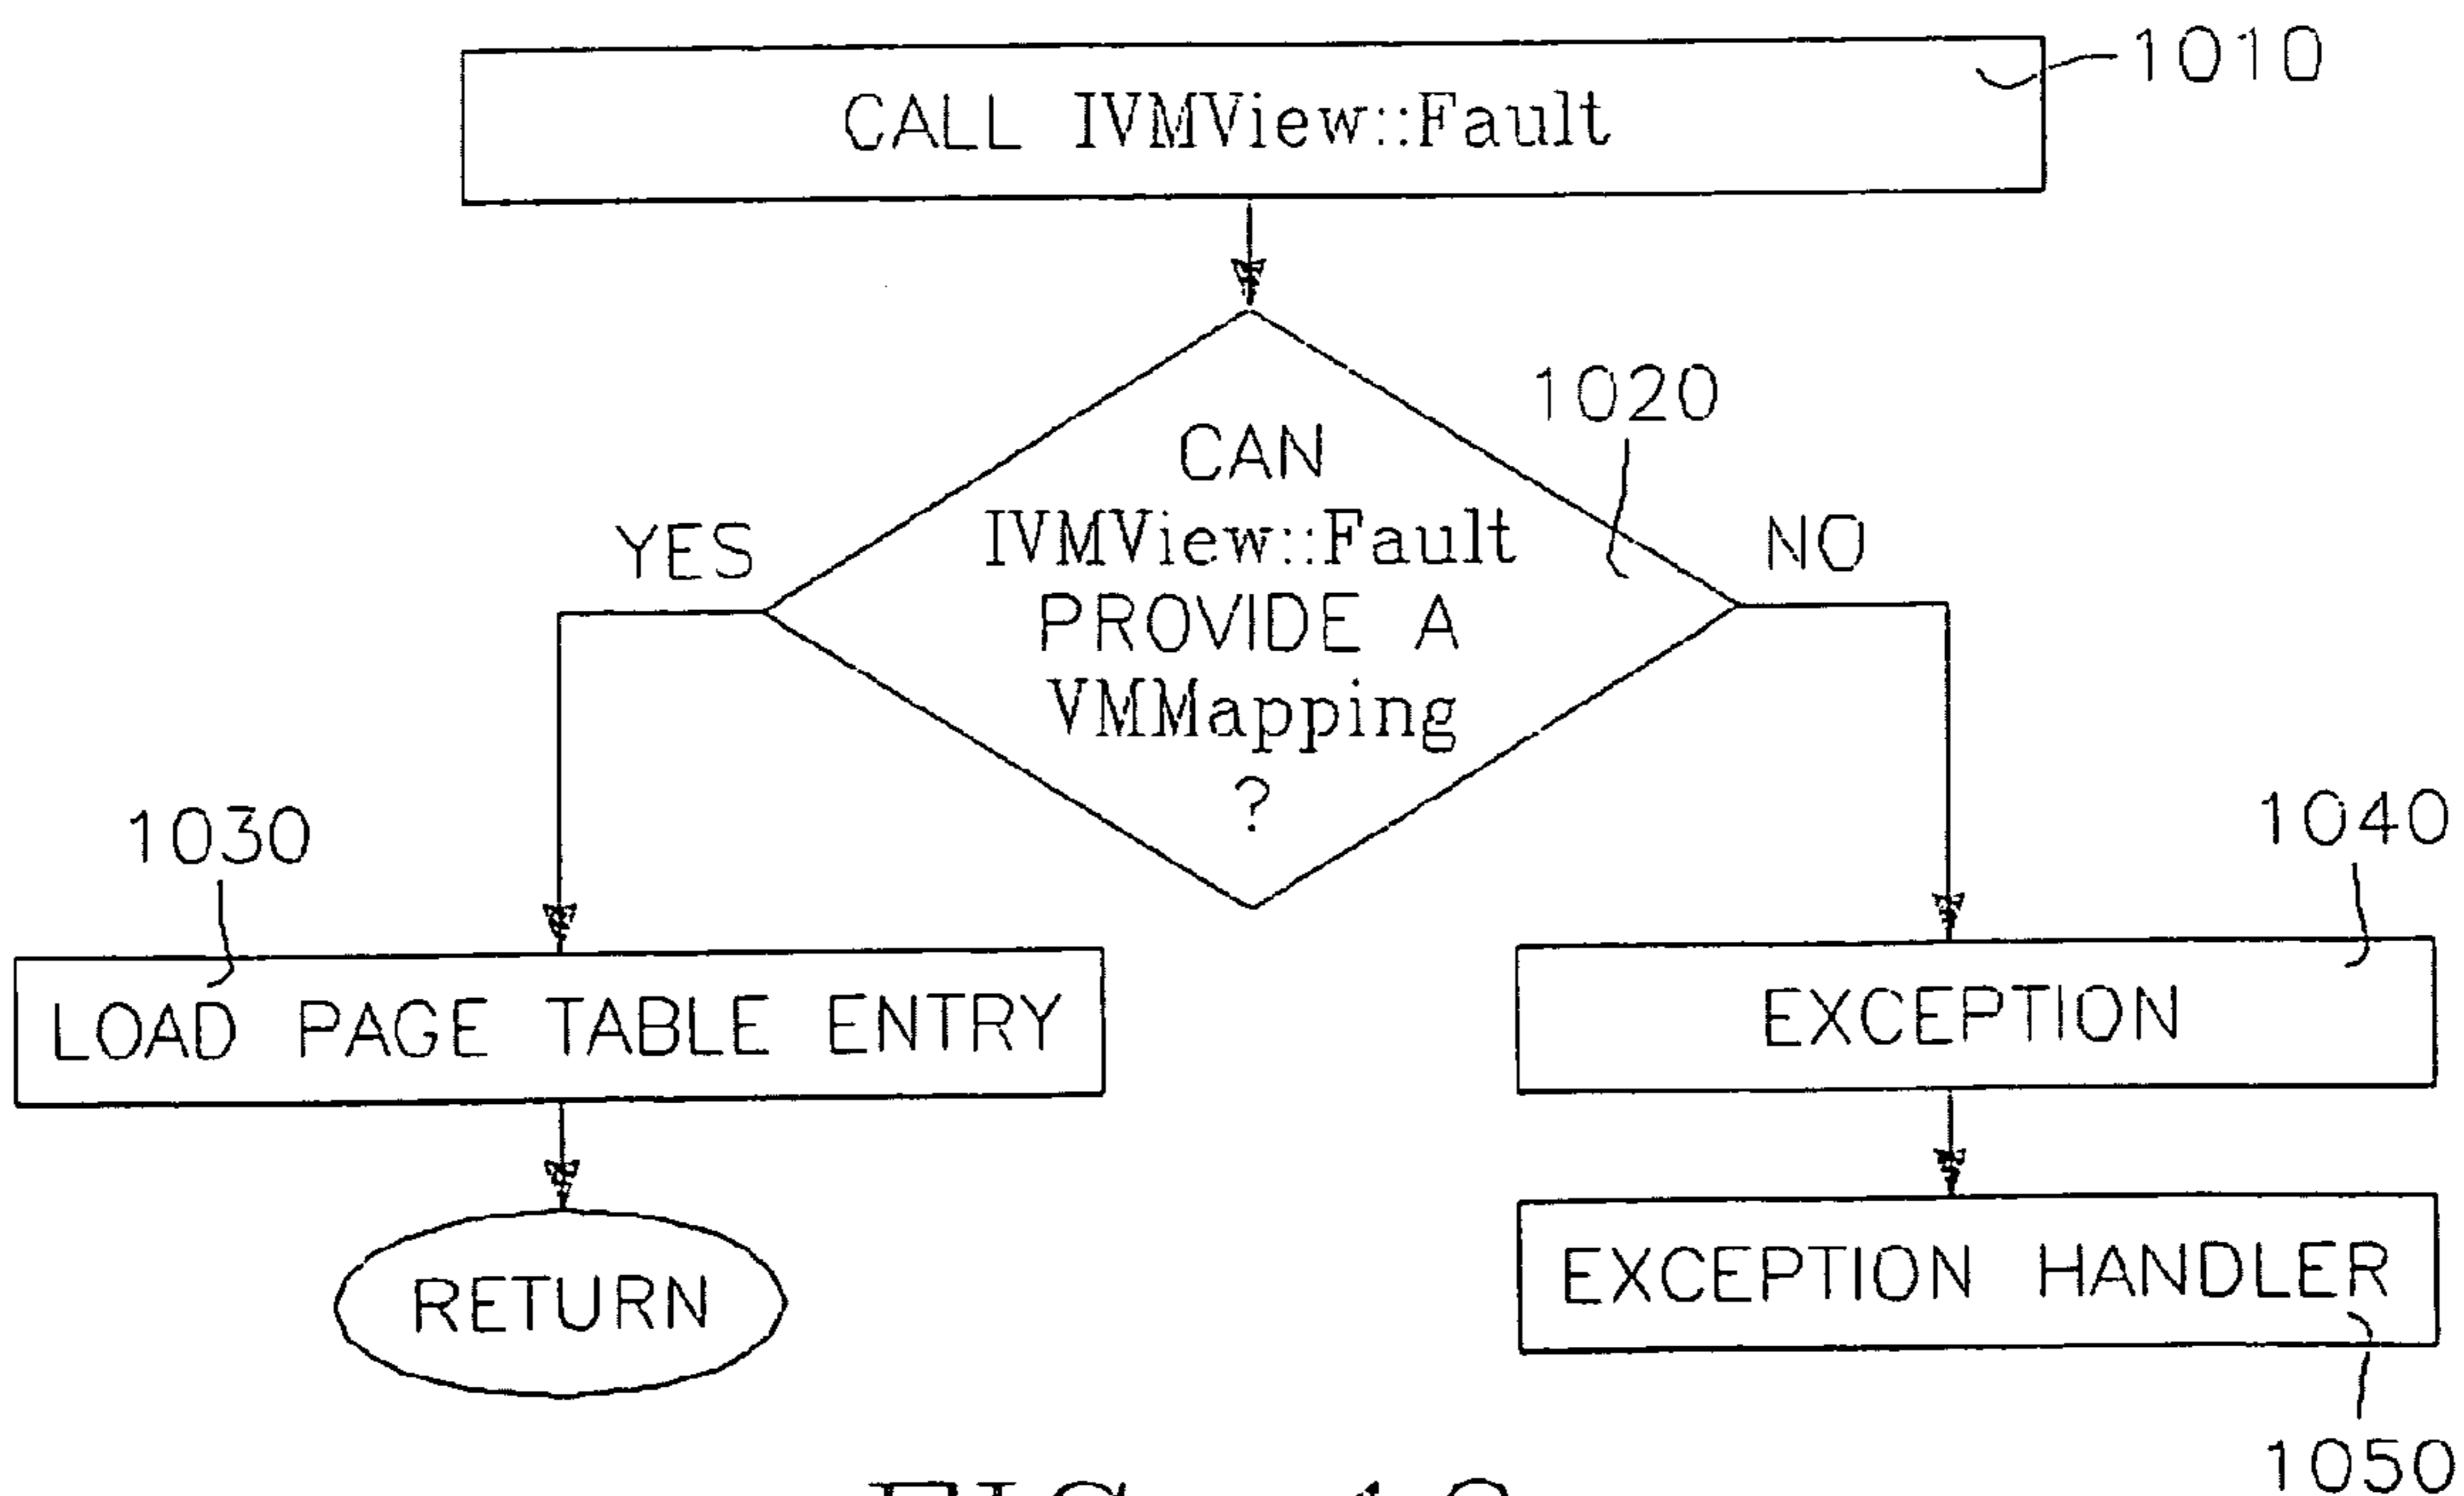 1010
CALL IVMView::Fault
1020
CAN
IVMView::Fault
PROVIDE A
VMMapping
?
YES
NO
1030
1040
LOAD PAGE TABLE ENTRY
EXCEPTION
RETURN
EXCEPTION HANDLER
1050